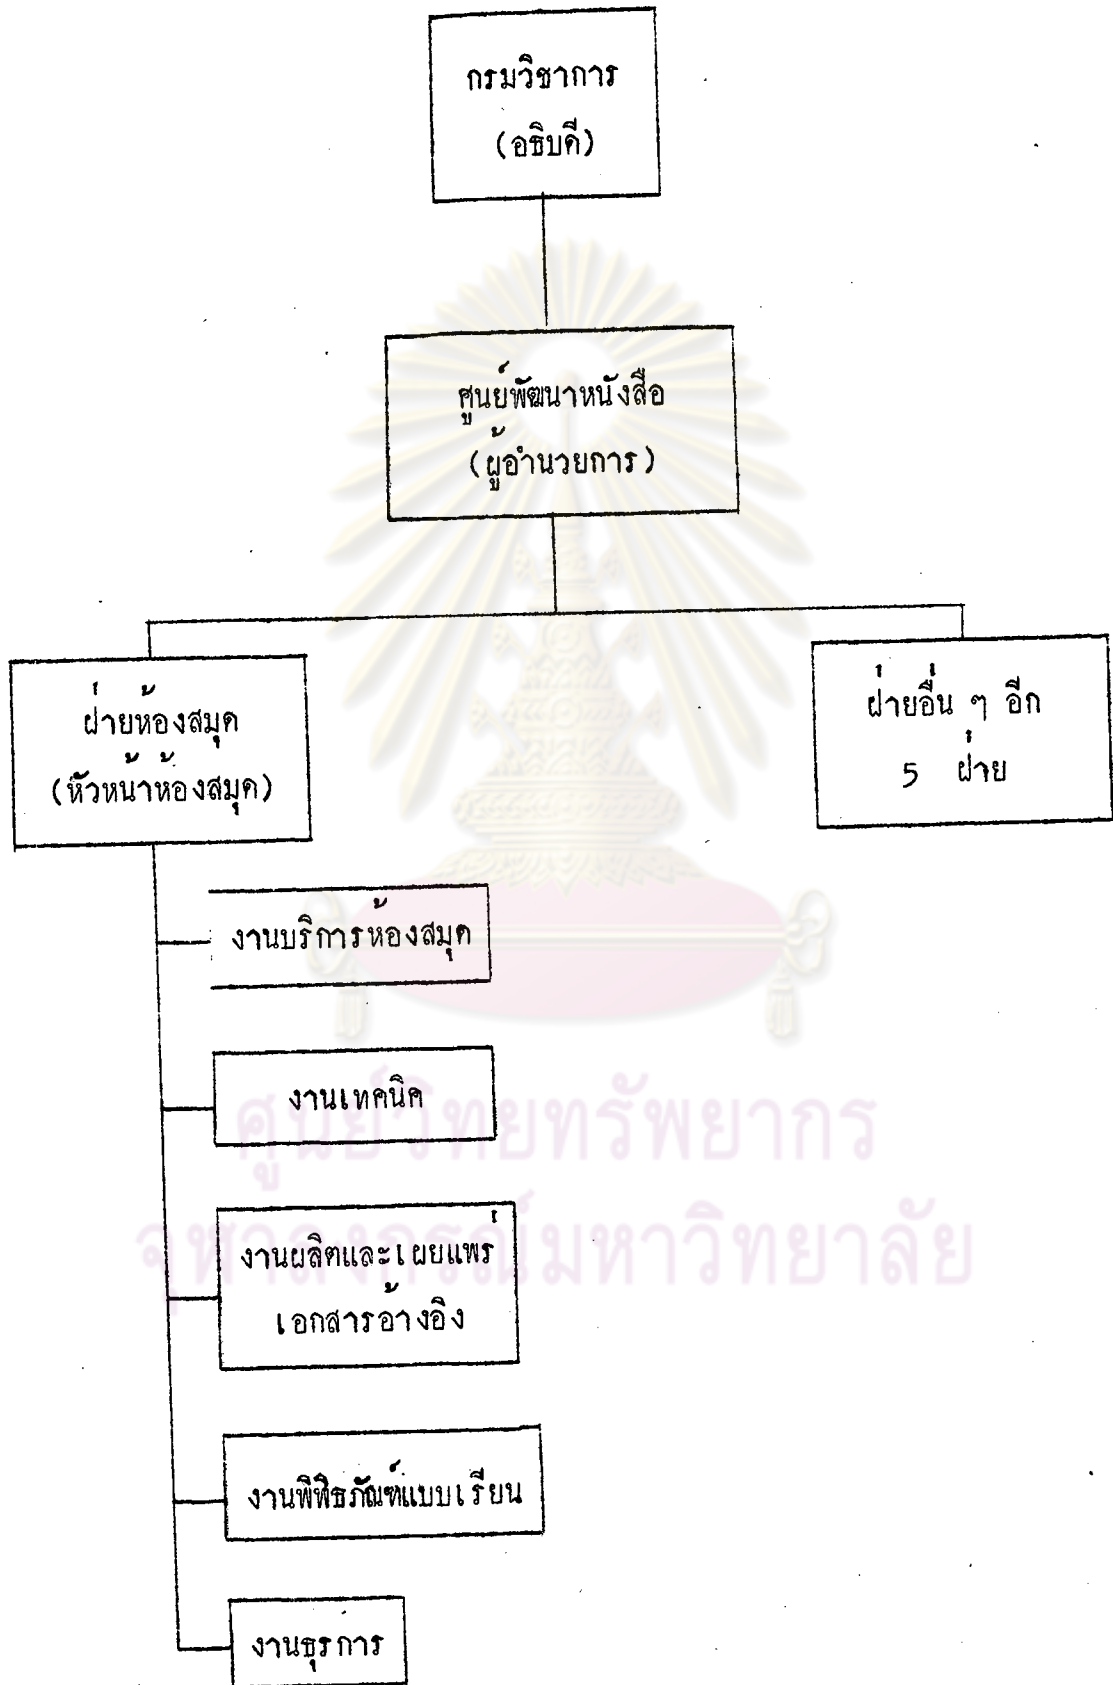 กรมวิชาการ
(อธิบดี)
ศูนย์พัฒนาหนังสือ
(ผู้อำนวยการ)
ฝ่ายห้องสมุด
(หัวหน้าห้องสมุด)
ฝ่ายอื่น ๆ อีก
5 ฝ่าย
งานบริการห้องสมุด
งานเทคนิค
งานผลิตและเผยแพร่
เอกสารอ้างอิง
งานพิพิธภัณฑ์แบบเรียน
งานธุรการ
ศูนย์วิทยทรัพยากร
จุฬาลงกรณ์มหาวิทยาลัย